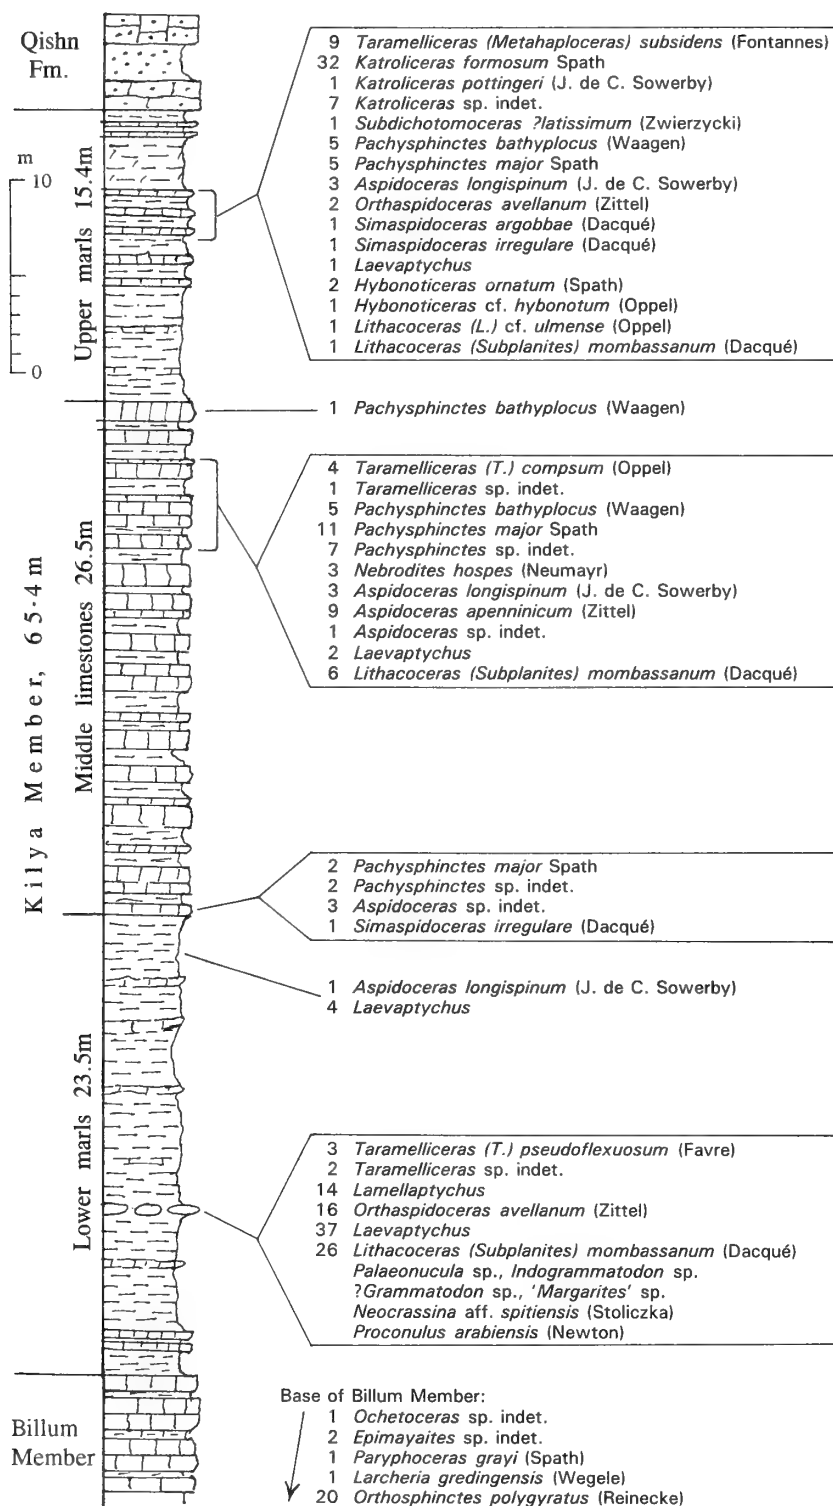 Qishn
Fm.
m
10
0
Upper marls 15.4m
Middle limestones 26.5m
Lower marls 23.5m
Kilya Member, 65·4m
Billum
Member
9 Taramelliceras (Metahaploceras) subsidens (Fontannes)
32 Katroliceras formosum Spath
1 Katroliceras pottingeri (J. de C. Sowerby)
7 Katroliceras sp. indet.
1 Subdichotomoceras ?latissimum (Zwierzycki)
5 Pachysphinctes bathyplocus (Waagen)
5 Pachysphinctes major Spath
3 Aspidoceras longispinum (J. de C. Sowerby)
2 Orthaspidoceras avellanum (Zittel)
1 Simaspidoceras argobbae (Dacqué)
1 Simaspidoceras irregulare (Dacqué)
1 Laevaptychus
2 Hybonoticeras ornatum (Spath)
1 Hybonoticeras cf. hybonotum (Oppel)
1 Lithacoceras (L.) cf. ulmense (Oppel)
1 Lithacoceras (Subplanites) mombassanum (Dacqué)
1 Pachysphinctes bathyplocus (Waagen)
4 Taramelliceras (T.) compsum (Oppel)
1 Taramelliceras sp. indet.
5 Pachysphinctes bathyplocus (Waagen)
11 Pachysphinctes major Spath
7 Pachysphinctes sp. indet.
3 Nebrodites hospes (Neumayr)
3 Aspidoceras longispinum (J. de C. Sowerby)
9 Aspidoceras apenninicum (Zittel)
1 Aspidoceras sp. indet.
2 Laevaptychus
6 Lithacoceras (Subplanites) mombassanum (Dacqué)
2 Pachysphinctes major Spath
2 Pachysphinctes sp. indet.
3 Aspidoceras sp. indet.
1 Simaspidoceras irregulare (Dacqué)
1 Aspidoceras longispinum (J. de C. Sowerby)
4 Laevaptychus
3 Taramelliceras (T.) pseudoflexuosum (Favre)
2 Taramelliceras sp. indet.
14 Lamellaptychus
16 Orthaspidoceras avellanum (Zittel)
37 Laevaptychus
26 Lithacoceras (Subplanites) mombassanum (Dacqué)
Palaeonucula sp., Indogrammatodon sp.
?Grammatodon sp., 'Margarites' sp.
Neocrassina aff. spitiensis (Stoliczka)
Proconulus arabiensis (Newton)
Base of Billum Member:
1 Ochetoceras sp. indet.
2 Epimayaites sp. indet.
1 Paryphoceras grayi (Spath)
1 Larcheria gredingensis (Wegele)
20 Orthosphinctes polygyratus (Reinecke)